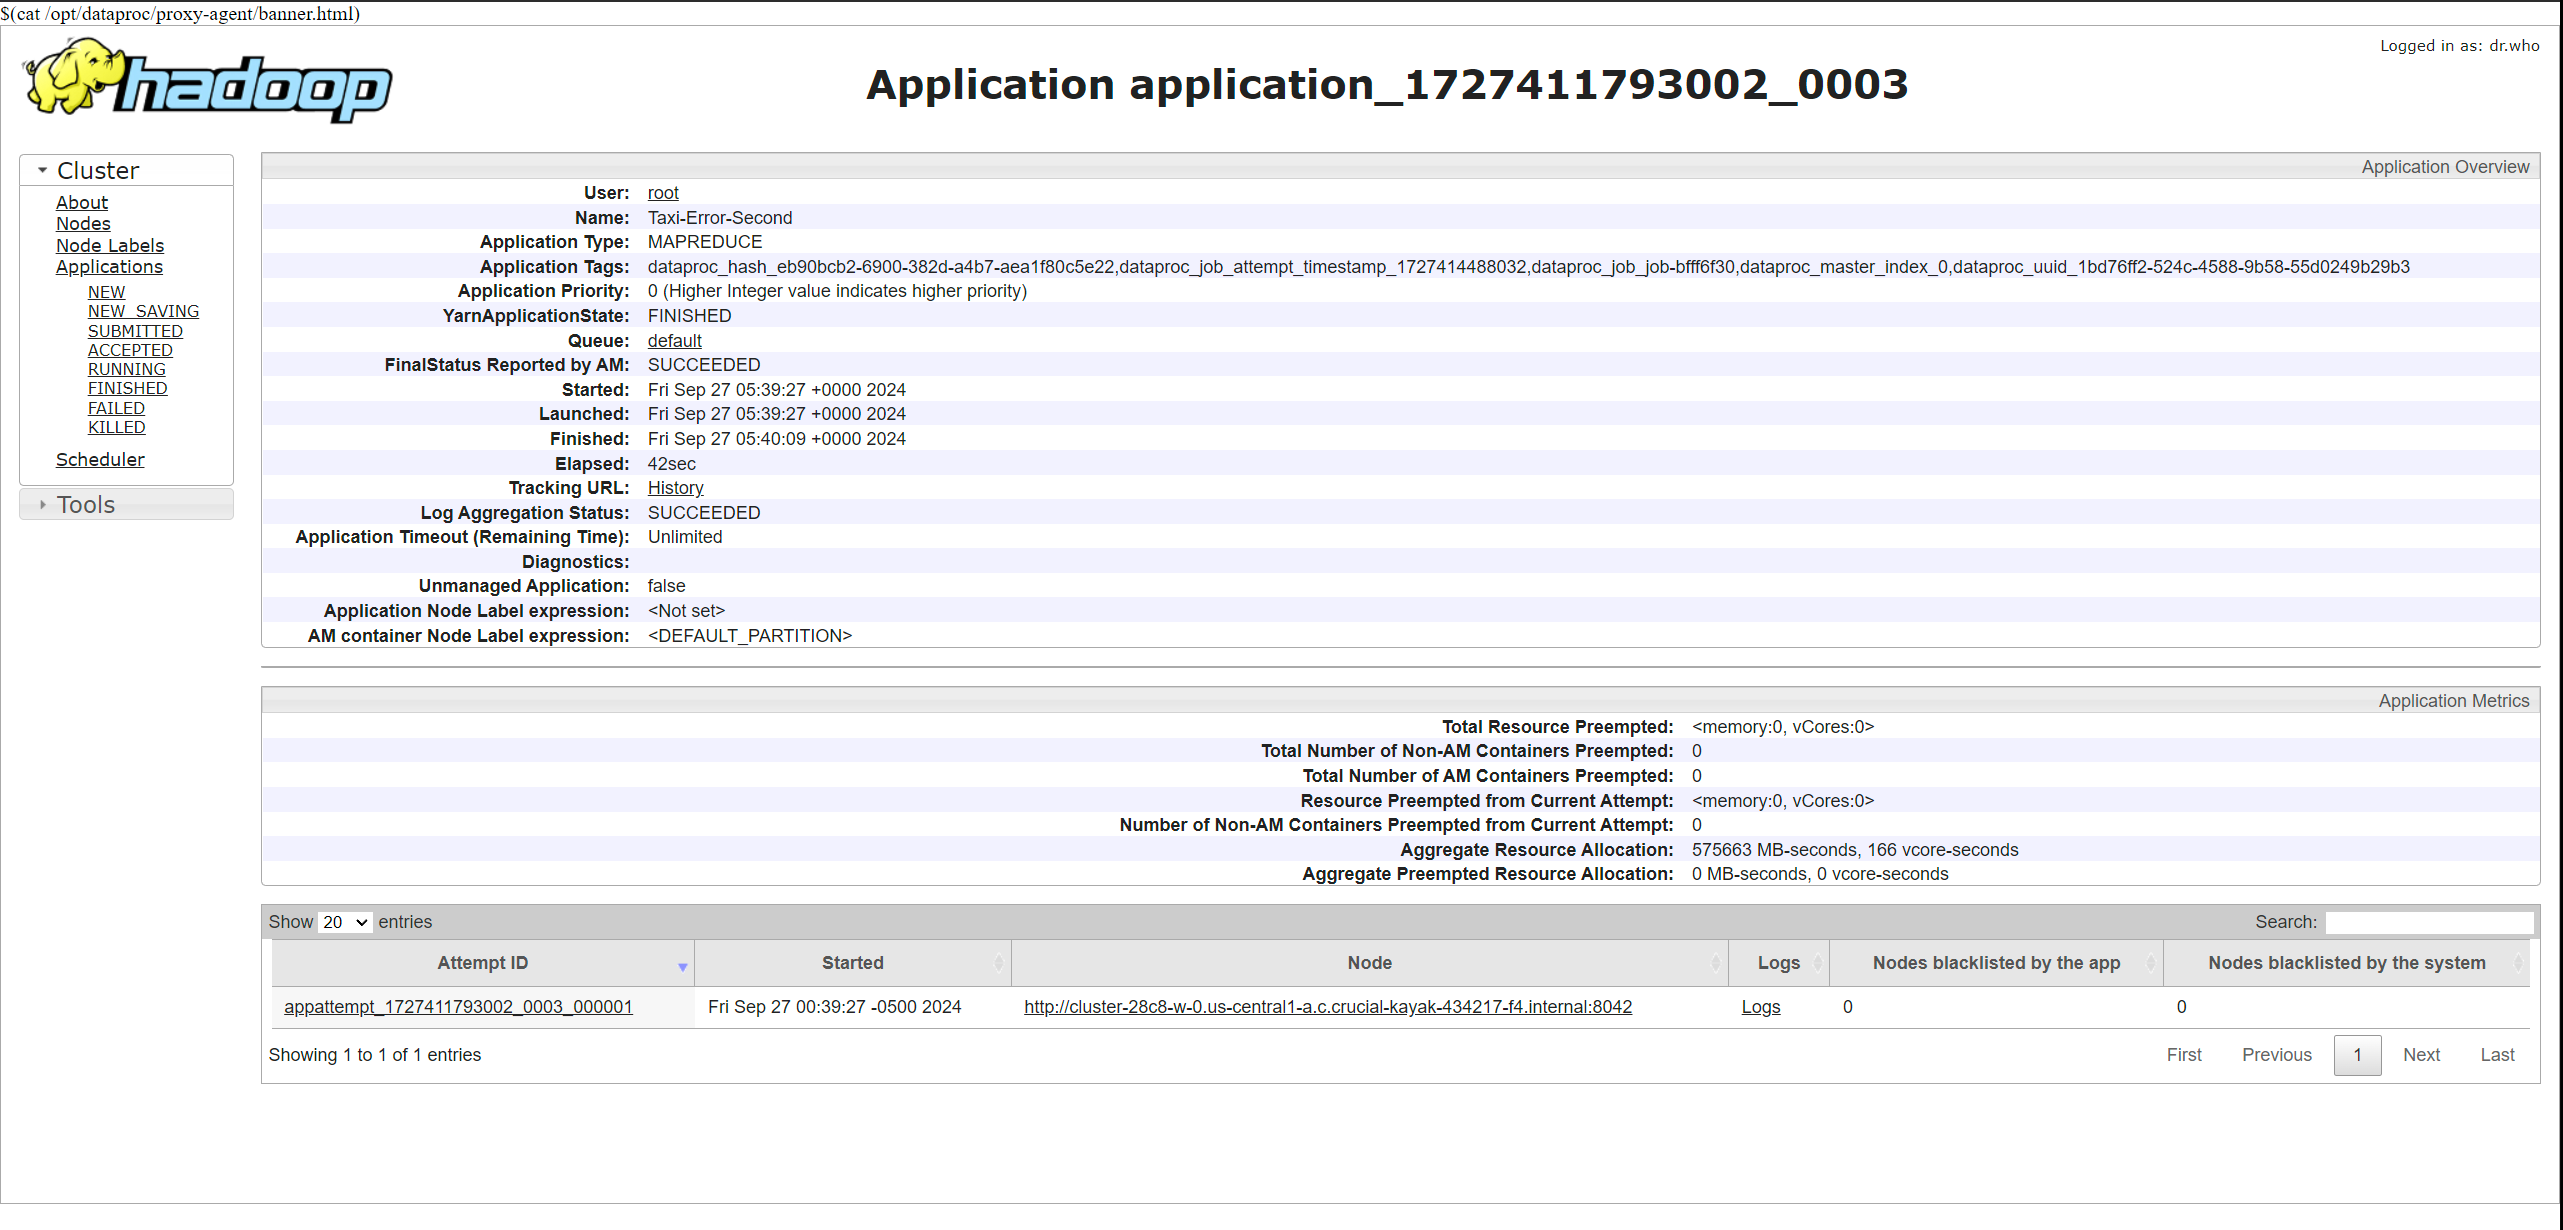 $(cat /opt/dataproc/proxy-agent/banner.html)
hadoop
Logged in as: dr.who
Application application_1727411793002_0003
Cluster
About
Nodes
Node Labels
Applications
NEW
NEW_SAVING
SUBMITTED
ACCEPTED
RUNNING
FINISHED
FAILED
KILLED
Scheduler
Tools
Application Overview
User: root
Name: Taxi-Error-Second
Application Type: MAPREDUCE
Application Tags: dataproc_hash_eb90bcb2-6900-382d-a4b7-aea1f80c5e22,dataproc_job_attempt_timestamp_1727414488032,dataproc_job_job-bfff6f30,dataproc_master_index_0,dataproc_uuid_1bd76ff2-524c-4588-9b58-55d0249b29b3
Application Priority: 0 (Higher Integer value indicates higher priority)
YarnApplicationState: FINISHED
Queue: default
FinalStatus Reported by AM: SUCCEEDED
Started: Fri Sep 27 05:39:27 +0000 2024
Launched: Fri Sep 27 05:39:27 +0000 2024
Finished: Fri Sep 27 05:40:09 +0000 2024
Elapsed: 42sec
Tracking URL: History
Log Aggregation Status: SUCCEEDED
Application Timeout (Remaining Time): Unlimited
Diagnostics:
Unmanaged Application: false
Application Node Label expression: <Not set>
AM container Node Label expression: <DEFAULT_PARTITION>
Application Metrics
Total Resource Preempted: <memory:0, vCores:0>
Total Number of Non-AM Containers Preempted: 0
Total Number of AM Containers Preempted: 0
Resource Preempted from Current Attempt: <memory:0, vCores:0>
Number of Non-AM Containers Preempted from Current Attempt: 0
Aggregate Resource Allocation: 575663 MB-seconds, 166 vcore-seconds
Aggregate Preempted Resource Allocation: 0 MB-seconds, 0 vcore-seconds
Show 20 entries Search:
Attempt ID Started Node Logs Nodes blacklisted by the app Nodes blacklisted by the system
appattempt_1727411793002_0003_000001 Fri Sep 27 00:39:27 -0500 2024 http://cluster-28c8-w-0.us-central1-a.c.crucial-kayak-434217-f4.internal:8042 Logs 0 0
Showing 1 to 1 of 1 entries First Previous 1 Next Last